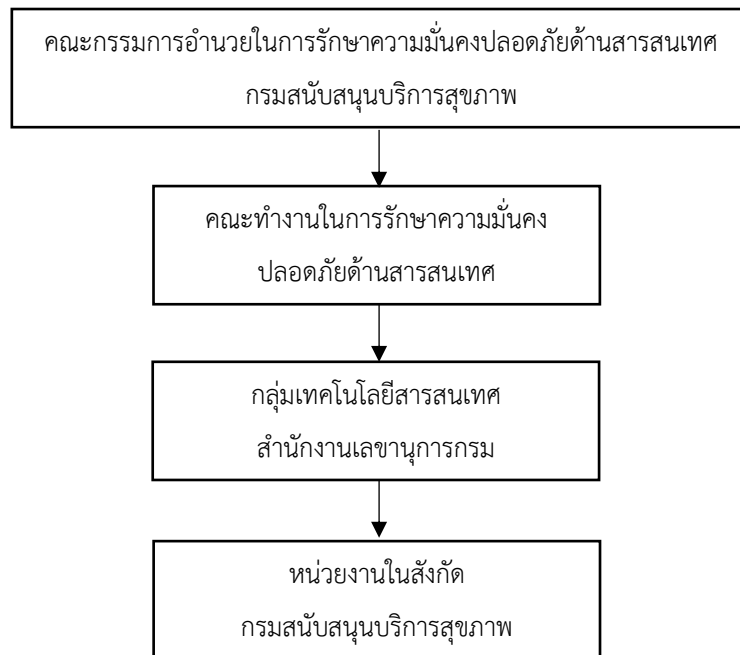 คณะกรรมการอำนวยในการรักษาความมั่นคงปลอดภัยด้านสารสนเทศ
กรมสนับสนุนบริการสุขภาพ
คณะทำงานในการรักษาความมั่นคง
ปลอดภัยด้านสารสนเทศ
กลุ่มเทคโนโลยีสารสนเทศ
สำนักงานเลขานุการกรม
หน่วยงานในสังกัด
กรมสนับสนุนบริการสุขภาพ